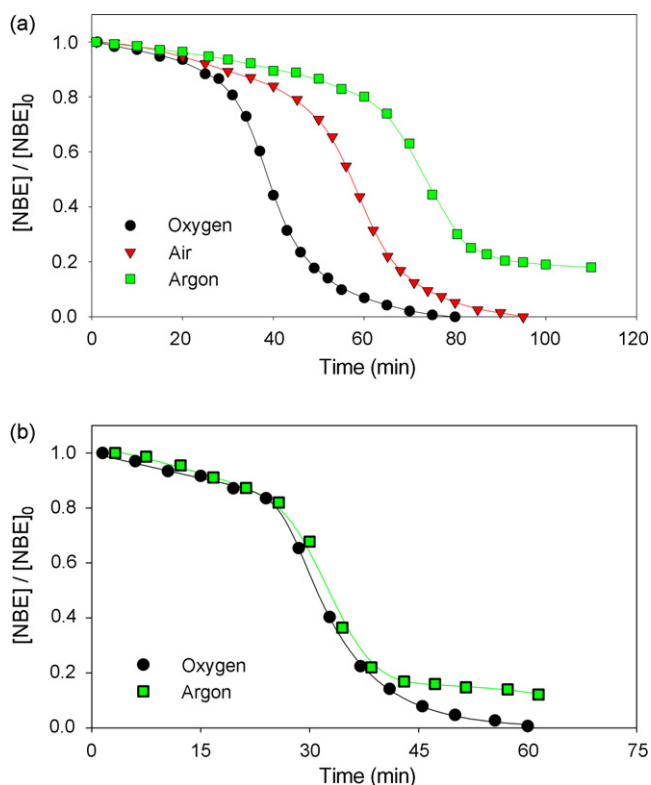 (a)
1.0
0.8
0.6
0.4
0.2
0.0
[NBE] / [NBE]0
Oxygen
Air
Argon
0 20 40 60 80 100 120
Time (min)
(b)
1.0
0.8
0.6
0.4
0.2
0.0
[NBE] / [NBE]0
Oxygen
Argon
0 15 30 45 60 75
Time (min)